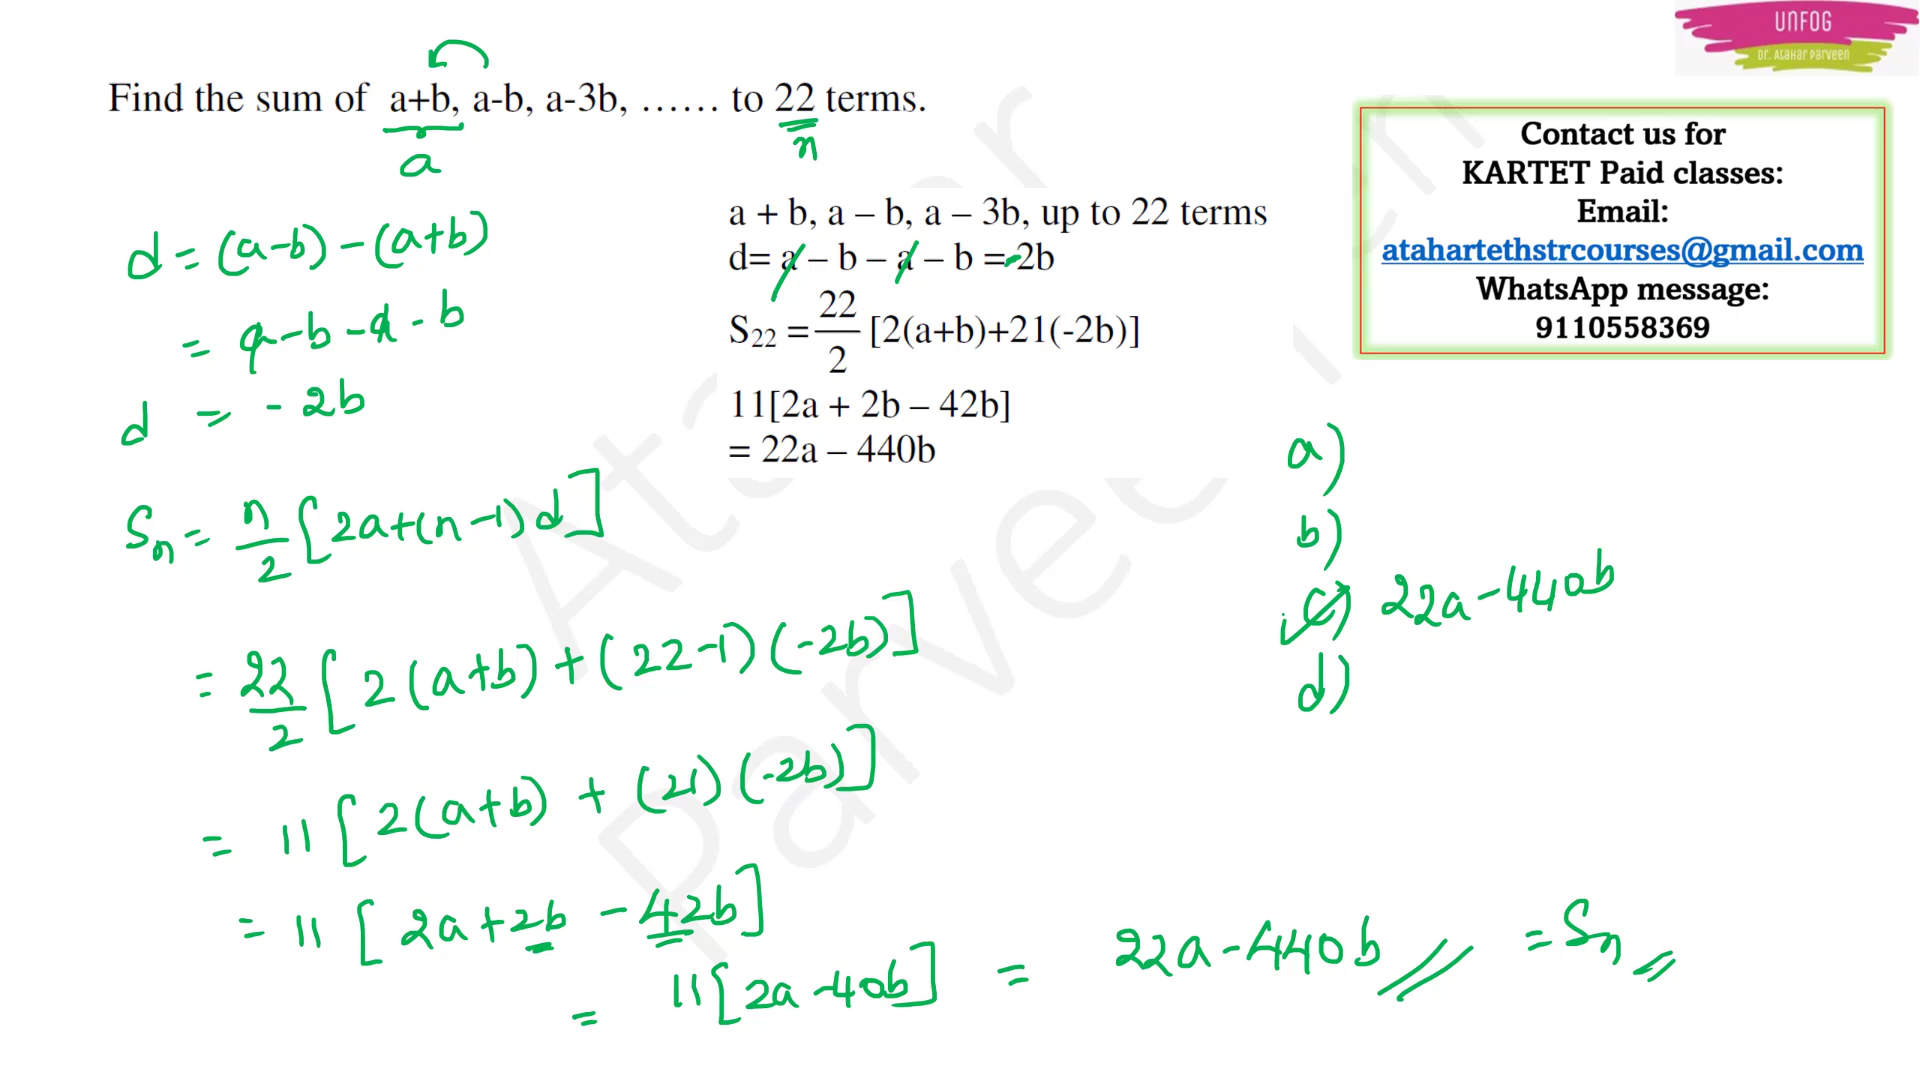 UNFOG
Dr. Atahar Parveen
Find the sum of a+b, a-b, a-3b, …… to 22 terms.
a
n
Contact us for
KARTET Paid classes:
Email:
atahartethstrcourses@gmail.com
WhatsApp message:
9110558369
a + b, a – b, a – 3b, up to 22 terms
d= a – b – a – b = -2b
S₂₂ = 22/2 [2(a+b)+21(-2b)]
11[2a + 2b – 42b]
= 22a – 440b
d = (a-b) - (a+b)
= a-b-a-b
d = -2b
Sn = n/2 [2a+(n-1)d]
= 22/2 [2(a+b)+(22-1)(-2b)]
= 11 [2(a+b) + (21)(-2b)]
= 11 [2a+2b - 42b]
= 11[2a-40b] = 22a-440b = Sn
a)
b)
c) 22a-440b
d)
Atahar
Parveen